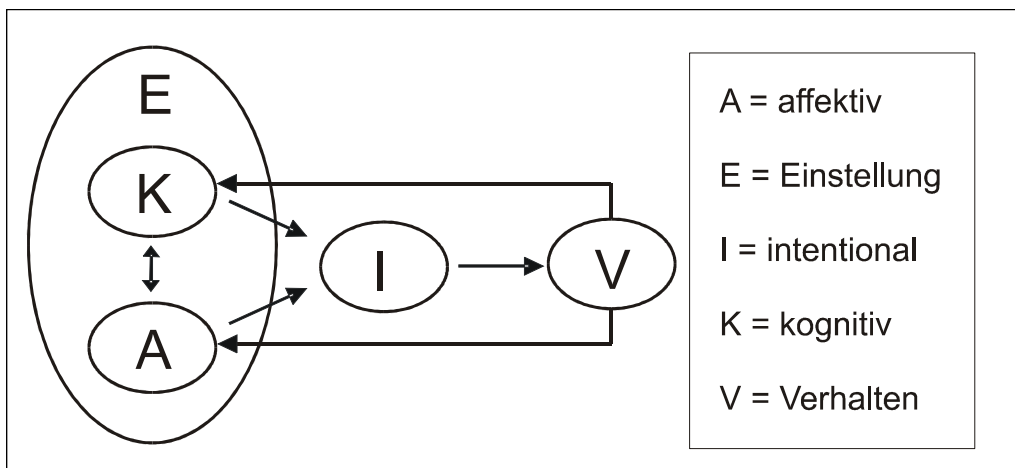 E
K
I
V
A
A = affektiv
E = Einstellung
I = intentional
K = kognitiv
V = Verhalten